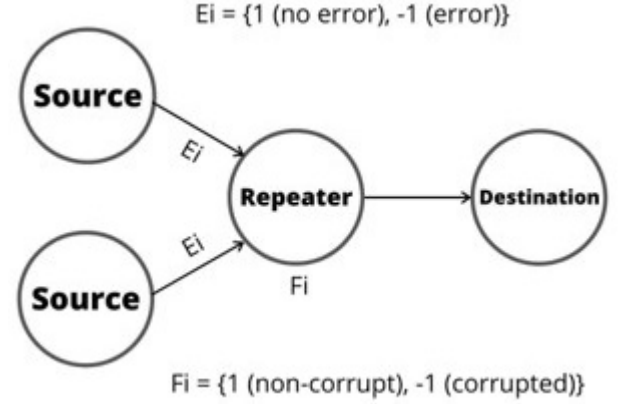 Ei = {1 (no error), -1 (error)}
Source
Ei
Repeater
Destination
Ei
Source
Fi
Fi = {1 (non-corrupt), -1 (corrupted)}